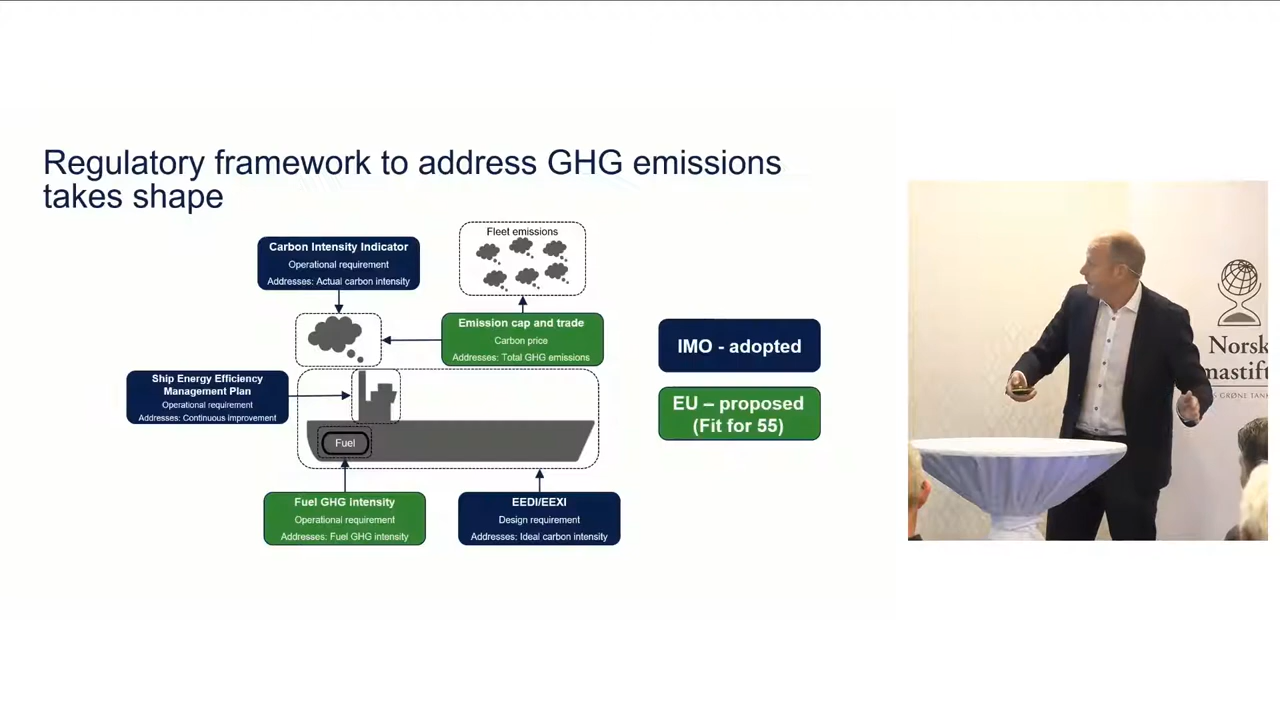 Regulatory framework to address GHG emissions
takes shape
Carbon Intensity Indicator
Operational requirement
Addresses: Actual carbon intensity
Fleet emissions
Emission cap and trade
Carbon price
Addresses: Total GHG emissions
Ship Energy Efficiency
Management Plan
Operational requirement
Addresses: Continuous improvement
Fuel
Fuel GHG intensity
Operational requirement
Addresses: Fuel GHG intensity
EEDI/EEXI
Design requirement
Addresses: Ideal carbon intensity
IMO - adopted
EU – proposed
(Fit for 55)
Norsk
GRØNE TANK